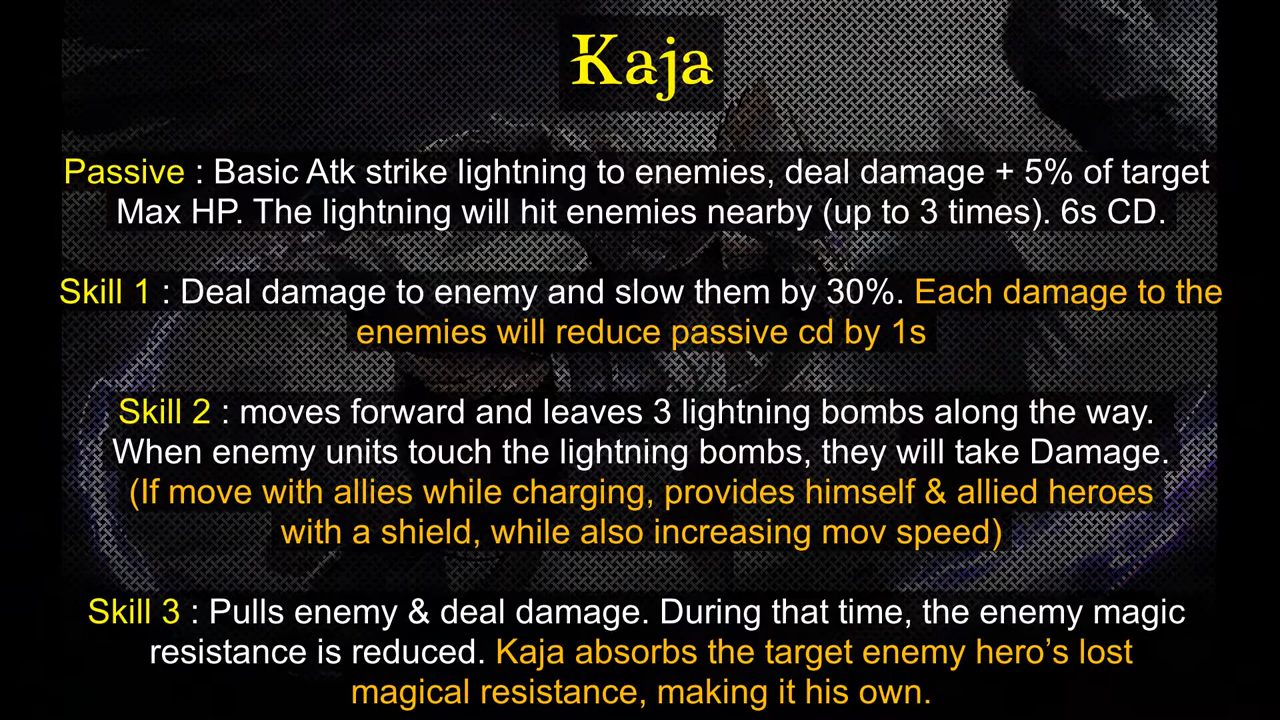 Kaja
Passive : Basic Atk strike lightning to enemies, deal damage + 5% of target
Max HP. The lightning will hit enemies nearby (up to 3 times). 6s CD.
Skill 1 : Deal damage to enemy and slow them by 30%. Each damage to the
enemies will reduce passive cd by 1s
Skill 2 : moves forward and leaves 3 lightning bombs along the way.
When enemy units touch the lightning bombs, they will take Damage.
(If move with allies while charging, provides himself & allied heroes
with a shield, while also increasing mov speed)
Skill 3 : Pulls enemy & deal damage. During that time, the enemy magic
resistance is reduced. Kaja absorbs the target enemy hero's lost
magical resistance, making it his own.